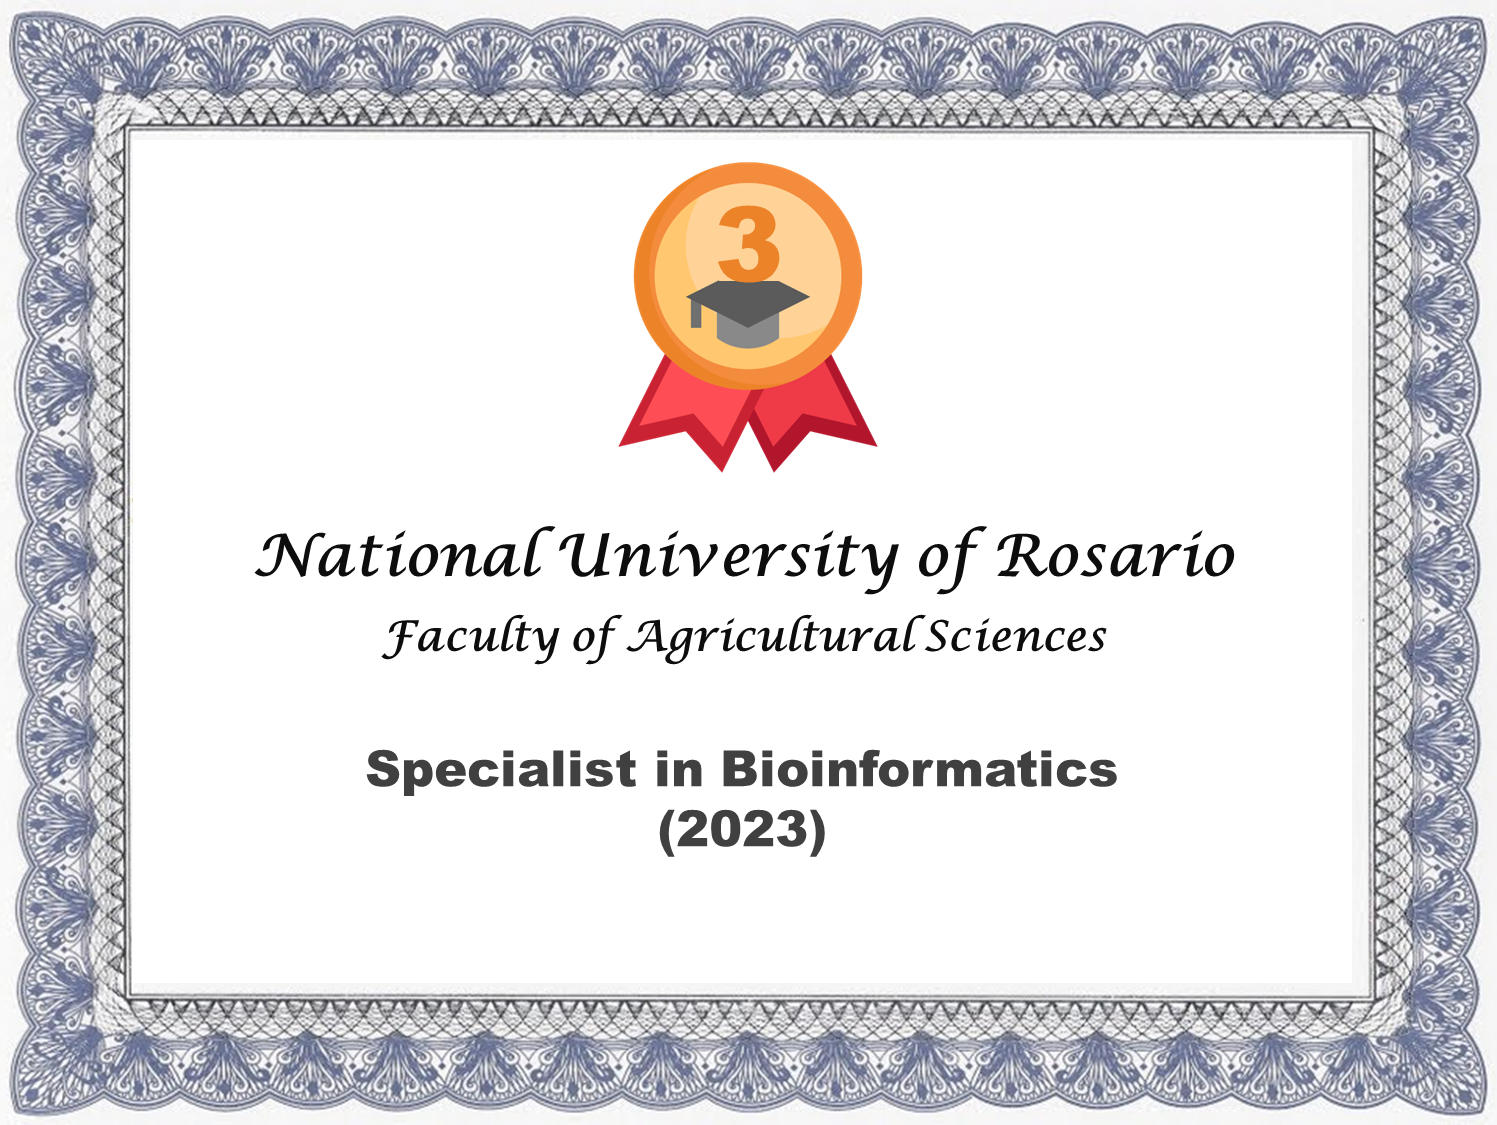 3
National University of Rosario
Faculty of Agricultural Sciences
Specialist in Bioinformatics
(2023)